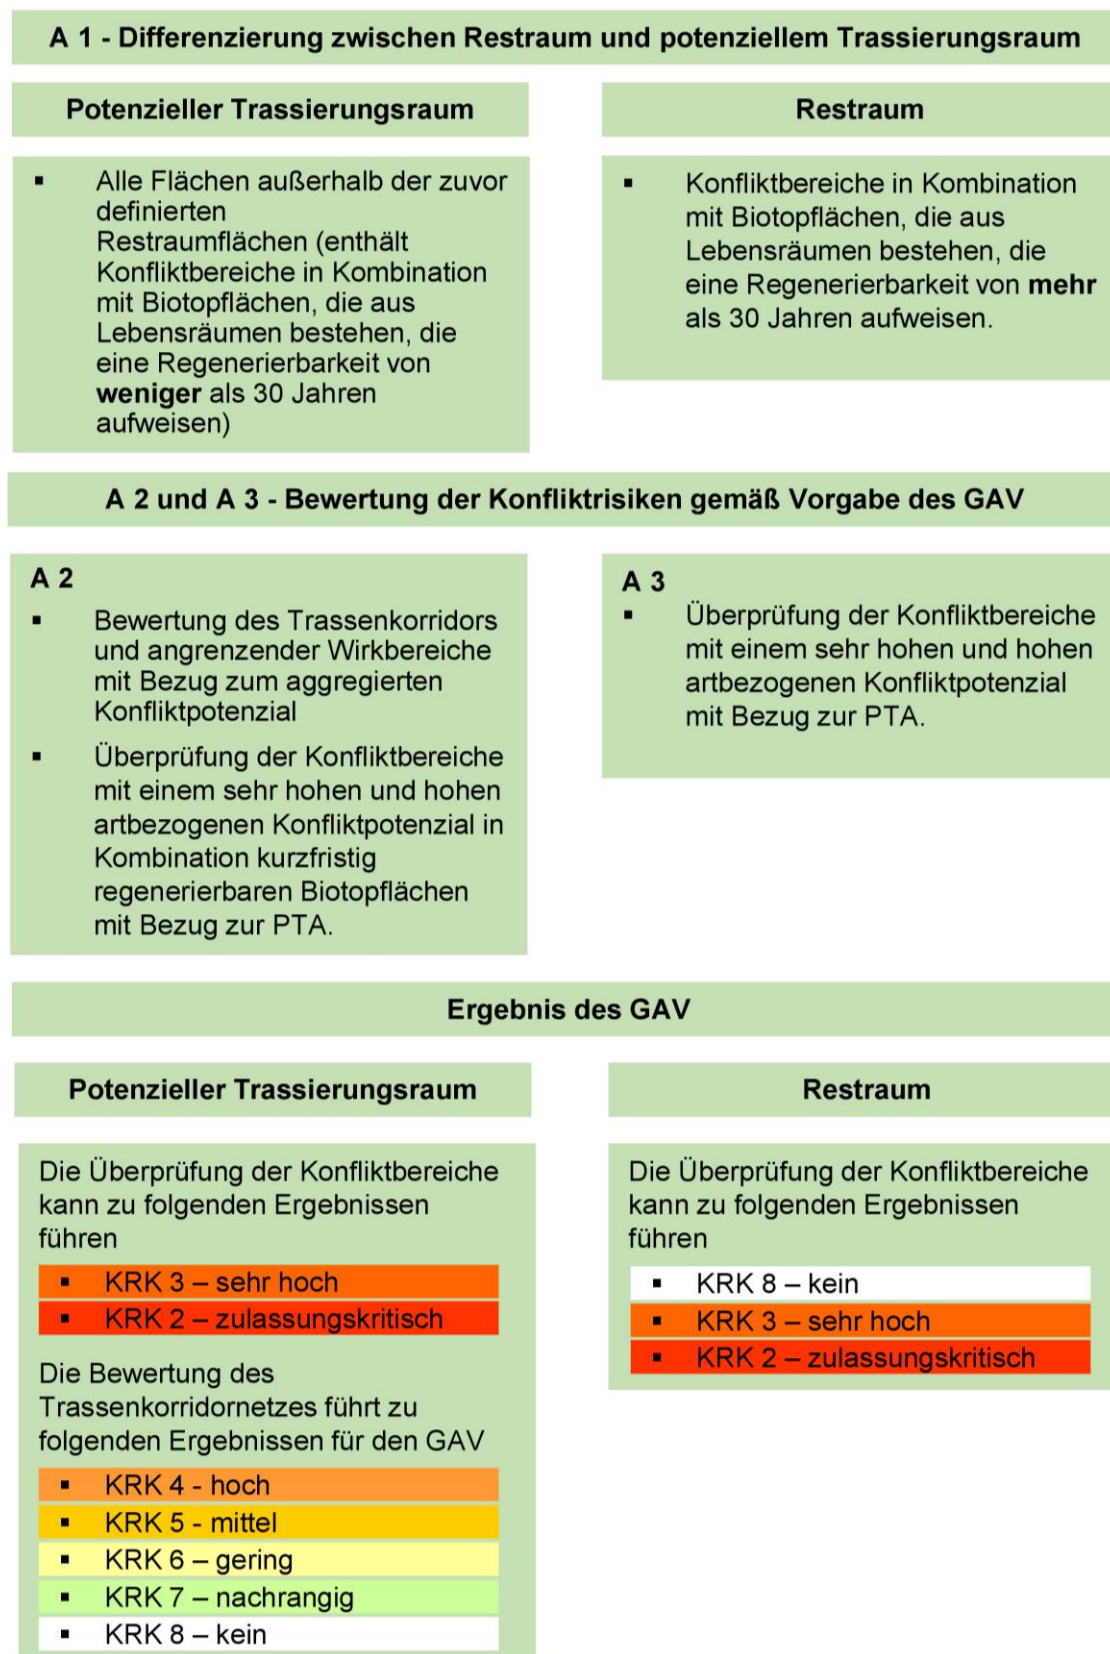 A 1 - Differenzierung zwischen Restraum und potenziellem Trassierungsraum
Potenzieller Trassierungsraum
▪ Alle Flächen außerhalb der zuvor
definierten
Restraumflächen (enthält
Konfliktbereiche in Kombination
mit Biotopflächen, die aus
Lebensräumen bestehen, die
eine Regenerierbarkeit von
weniger als 30 Jahren
aufweisen)
Restraum
▪ Konfliktbereiche in Kombination
mit Biotopflächen, die aus
Lebensräumen bestehen, die
eine Regenerierbarkeit von mehr
als 30 Jahren aufweisen.
A 2 und A 3 - Bewertung der Konfliktrisiken gemäß Vorgabe des GAV
A 2
▪ Bewertung des Trassenkorridors
und angrenzender Wirkbereiche
mit Bezug zum aggregierten
Konfliktpotenzial
▪ Überprüfung der Konfliktbereiche
mit einem sehr hohen und hohen
artbezogenen Konfliktpotenzial in
Kombination kurzfristig
regenerierbaren Biotopflächen
mit Bezug zur PTA.
A 3
▪ Überprüfung der Konfliktbereiche
mit einem sehr hohen und hohen
artbezogenen Konfliktpotenzial
mit Bezug zur PTA.
Ergebnis des GAV
Potenzieller Trassierungsraum
Die Überprüfung der Konfliktbereiche
kann zu folgenden Ergebnissen
führen
▪ KRK 3 – sehr hoch
▪ KRK 2 – zulassungskritisch
Die Bewertung des
Trassenkorridornetzes führt zu
folgenden Ergebnissen für den GAV
▪ KRK 4 - hoch
▪ KRK 5 - mittel
▪ KRK 6 – gering
▪ KRK 7 – nachrangig
▪ KRK 8 – kein
Restraum
Die Überprüfung der Konfliktbereiche
kann zu folgenden Ergebnissen
führen
▪ KRK 8 – kein
▪ KRK 3 – sehr hoch
▪ KRK 2 – zulassungskritisch